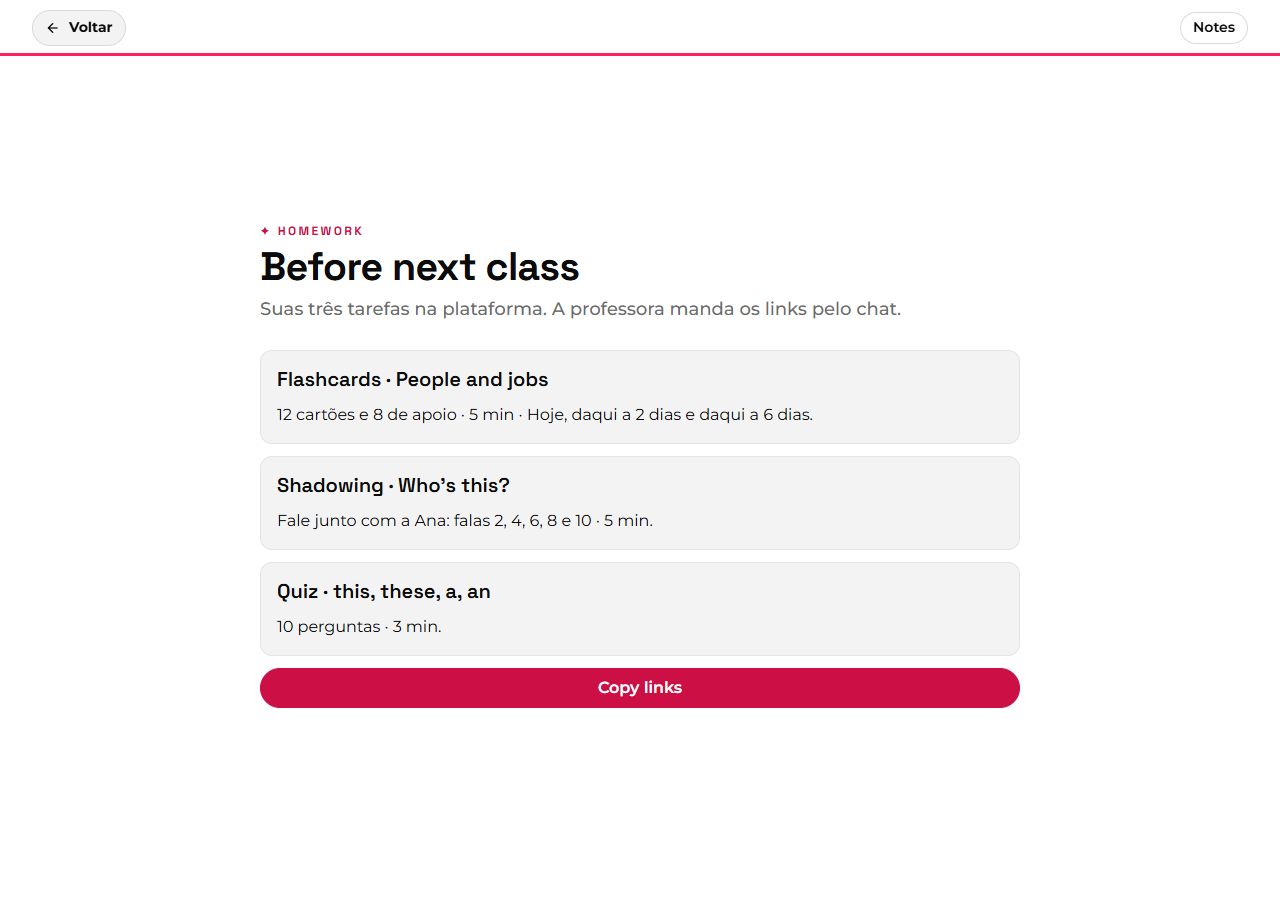 ← Voltar
Notes
✦ HOMEWORK
Before next class
Suas três tarefas na plataforma. A professora manda os links pelo chat.
Flashcards · People and jobs
12 cartões e 8 de apoio · 5 min · Hoje, daqui a 2 dias e daqui a 6 dias.
Shadowing · Who’s this?
Fale junto com a Ana: falas 2, 4, 6, 8 e 10 · 5 min.
Quiz · this, these, a, an
10 perguntas · 3 min.
Copy links